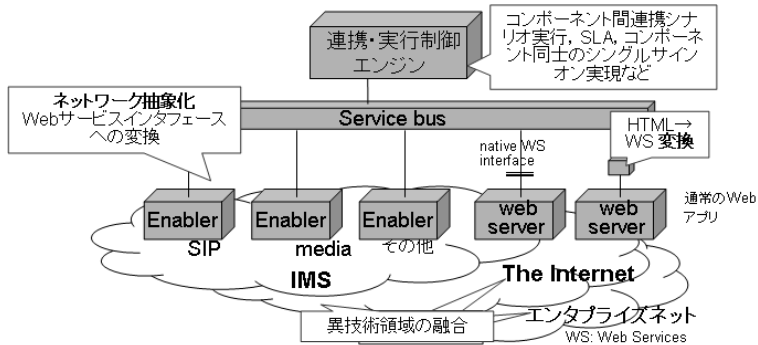 連携・実行制御
エンジン
コンポーネント間連携シナ
リオ実行, SLA, コンポーネ
ント同士のシングルサイン
オン実現など
ネットワーク抽象化
Webサービスインタフェース
への変換
Service bus
native WS
interface
HTML→
WS 変換
Enabler
Enabler
Enabler
web
server
web
server
通常のWeb
アプリ
SIP
media
その他
IMS
The Internet
異技術領域の融合
エンタプライズネット
WS: Web Services